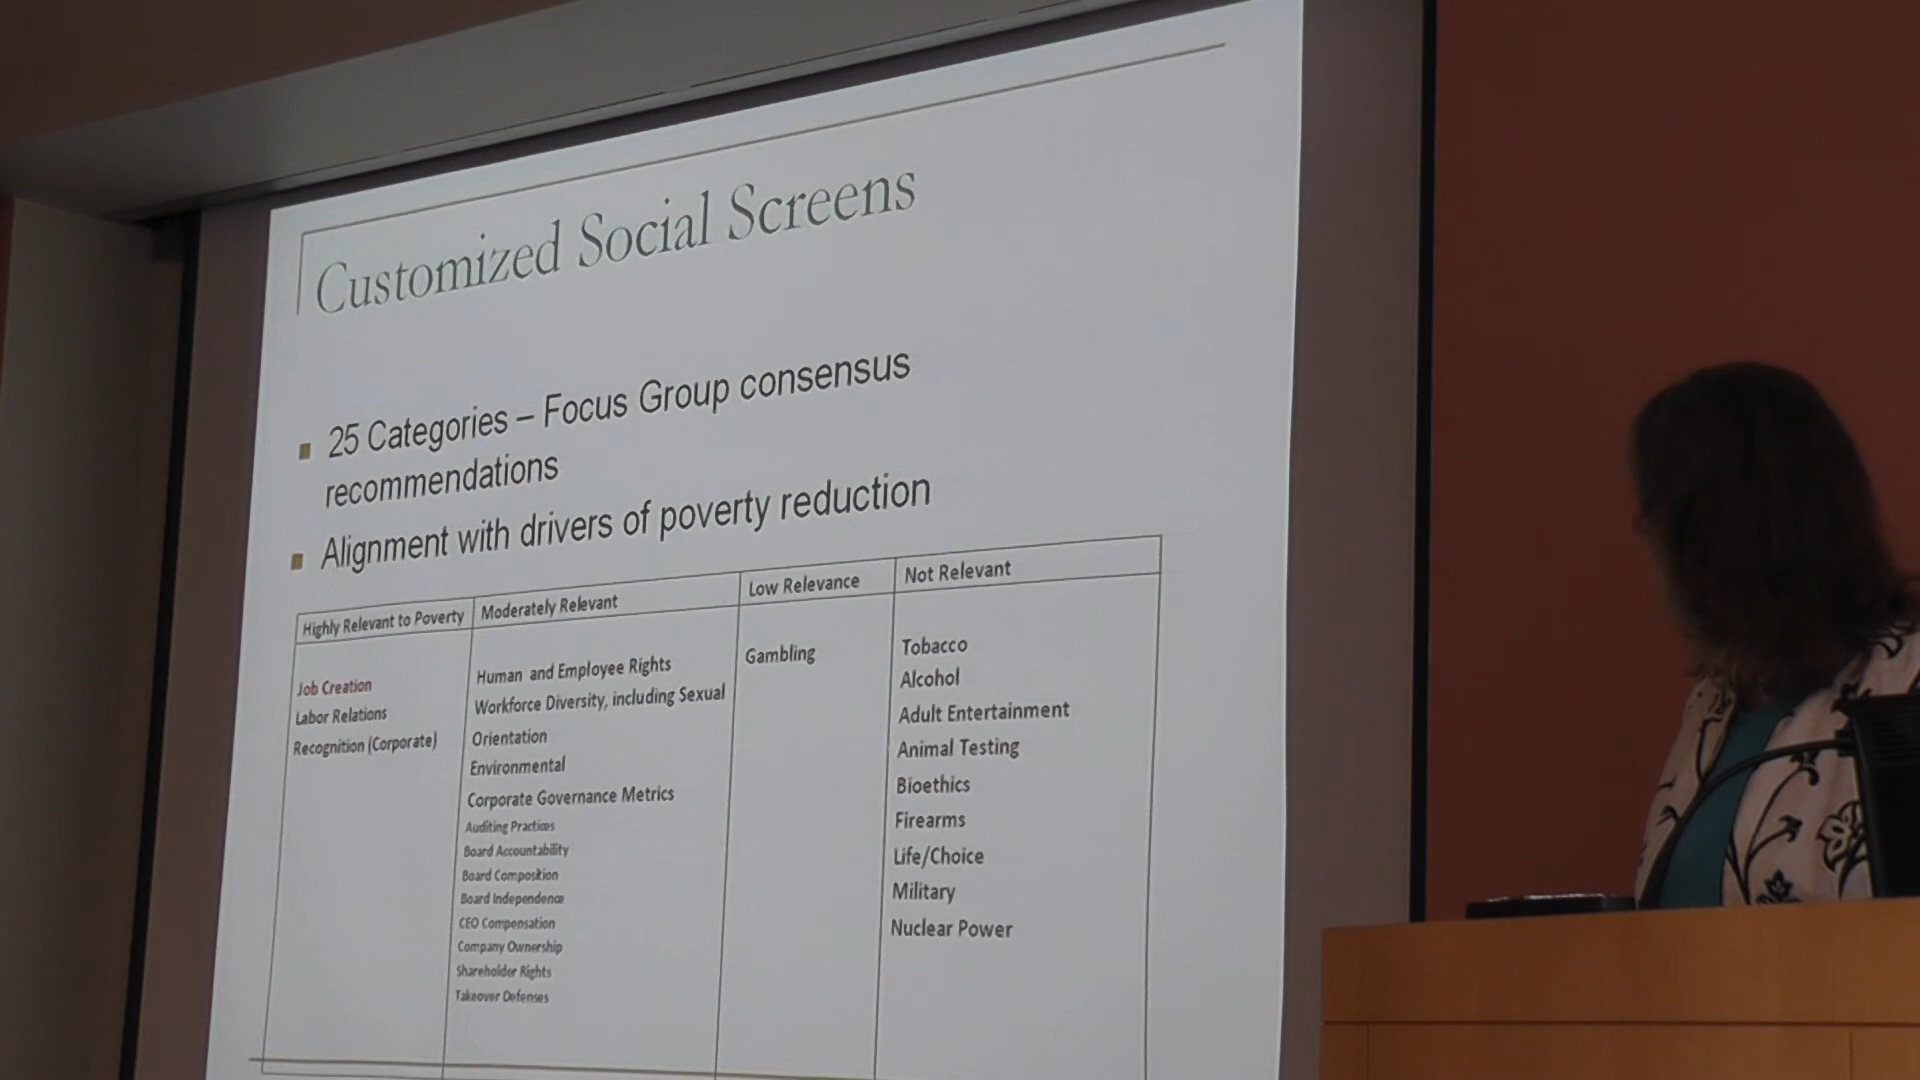 Customized Social Screens
25 Categories – Focus Group consensus
recommendations
Alignment with drivers of poverty reduction
Highly Relevant to Poverty
Job Creation
Labor Relations
Recognition (Corporate)
Moderately Relevant
Human and Employee Rights
Workforce Diversity, including Sexual
Orientation
Environmental
Corporate Governance Metrics
Auditing Practices
Board Accountability
Board Composition
Board Independence
CEO Compensation
Company Ownership
Shareholder Rights
Takeover Defenses
Low Relevance
Gambling
Not Relevant
Tobacco
Alcohol
Adult Entertainment
Animal Testing
Bioethics
Firearms
Life/Choice
Military
Nuclear Power